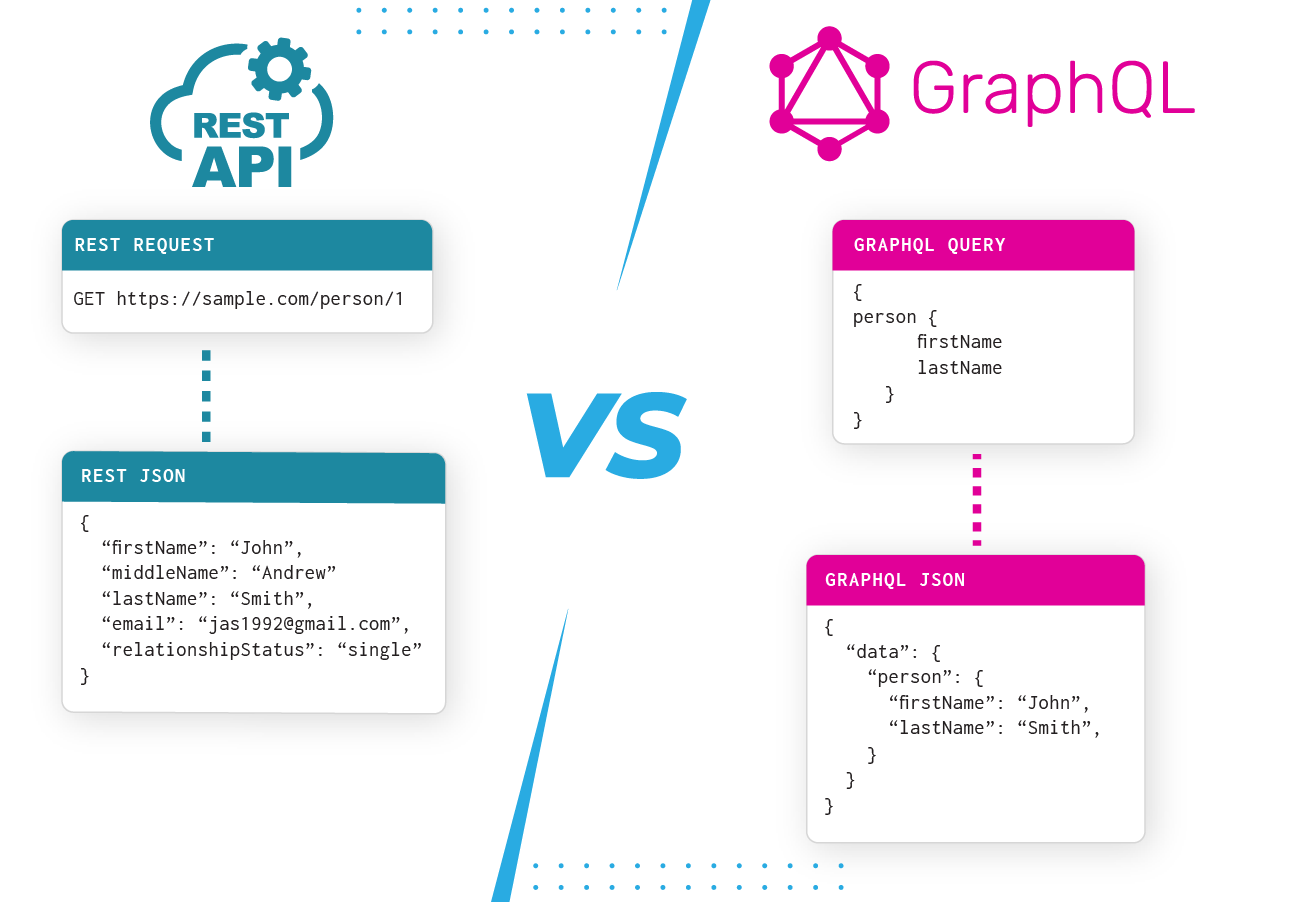 REST
API
REST REQUEST
GET https://sample.com/person/1
REST JSON
{
  “firstName”: “John”,
  “middleName”: “Andrew”
  “lastName”: “Smith”,
  “email”: “jas1992@gmail.com”,
  “relationshipStatus”: “single”
}
VS
GraphQL
GRAPHQL QUERY
{
person {
      firstName
      lastName
   }
}
GRAPHQL JSON
{
  “data”: {
    “person”: {
      “firstName”: “John”,
      “lastName”: “Smith”,
    }
  }
}